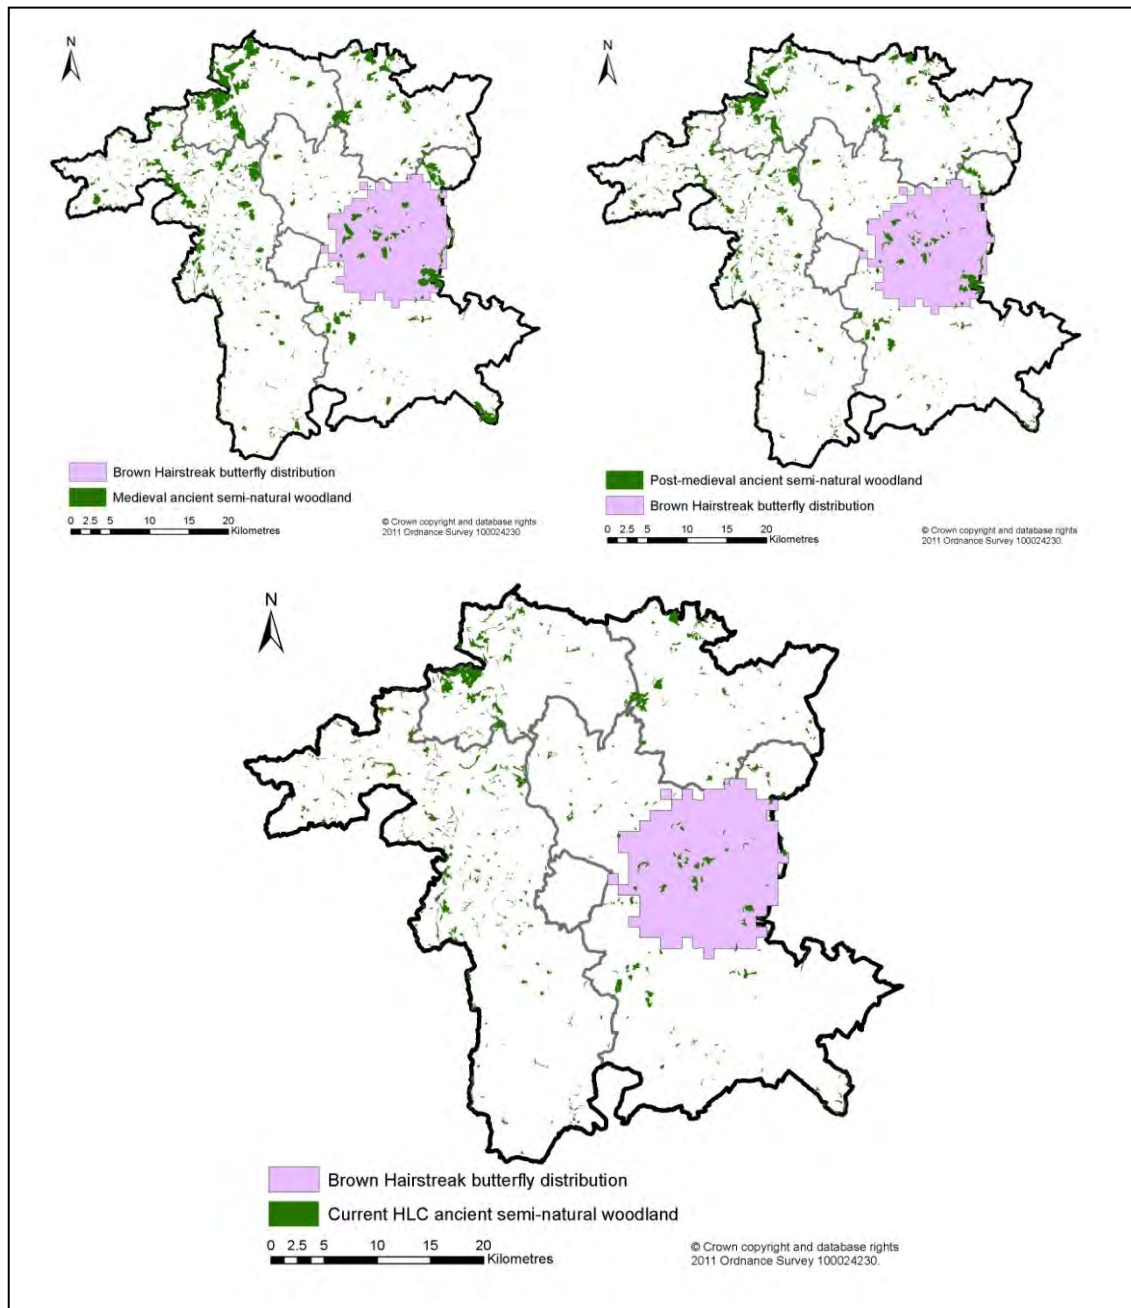 N
Brown Hairstreak butterfly distribution
Medieval ancient semi-natural woodland
0 2.5 5 10 15 20
Kilometres
© Crown copyright and database rights
2011 Ordnance Survey 100024230.
N
Post-medieval ancient semi-natural woodland
Brown Hairstreak butterfly distribution
0 2.5 5 10 15 20
Kilometres
© Crown copyright and database rights
2011 Ordnance Survey 100024230.
N
Brown Hairstreak butterfly distribution
Current HLC ancient semi-natural woodland
0 2.5 5 10 15 20
Kilometres
© Crown copyright and database rights
2011 Ordnance Survey 100024230.